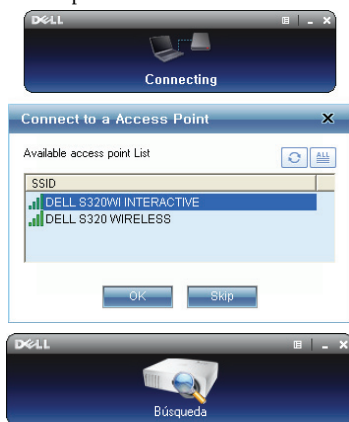 DELL
Connecting
Connect to a Access Point
Available access point List
ALL
SSID
DELL S320WI INTERACTIVE
DELL S320 WIRELESS
OK Skip
DELL
Búsqueda